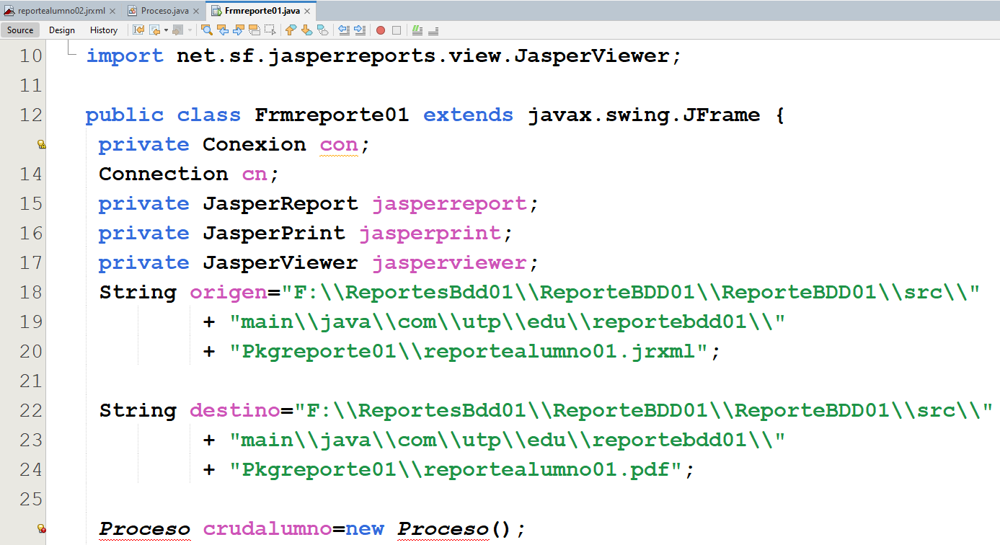 reportealumno02.jrxml Proceso.java Frmreporte01.java
Source Design History
10 import net.sf.jasperreports.view.JasperViewer;
11
12 public class Frmreporte01 extends javax.swing.JFrame {
private Conexion con;
14 Connection cn;
15 private JasperReport jasperreport;
16 private JasperPrint jasperprint;
17 private JasperViewer jasperviewer;
18 String origen="F:\\ReportesBdd01\\ReporteBDD01\\ReporteBDD01\\src\\"
19 + "main\\java\\com\\utp\\edu\\reportebdd01\\"
20 + "Pkgreporte01\\reportealumno01.jrxml";
21
22 String destino="F:\\ReportesBdd01\\ReporteBDD01\\ReporteBDD01\\src\\"
23 + "main\\java\\com\\utp\\edu\\reportebdd01\\"
24 + "Pkgreporte01\\reportealumno01.pdf";
25
Proceso crudalumno=new Proceso();